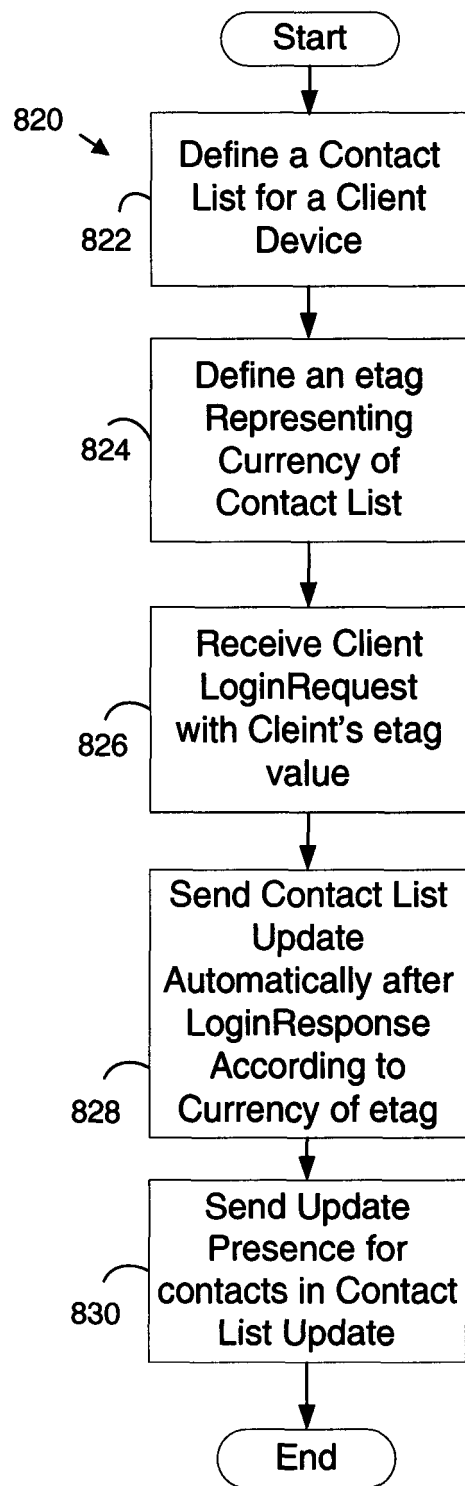 Start
820
Define a Contact
List for a Client
Device
822
Define an etag
Representing
Currency of
Contact List
824
Receive Client
LoginRequest
with Cleint's etag
value
826
Send Contact List
Update
Automatically after
LoginResponse
According to
Currency of etag
828
Send Update
Presence for
contacts in Contact
List Update
830
End